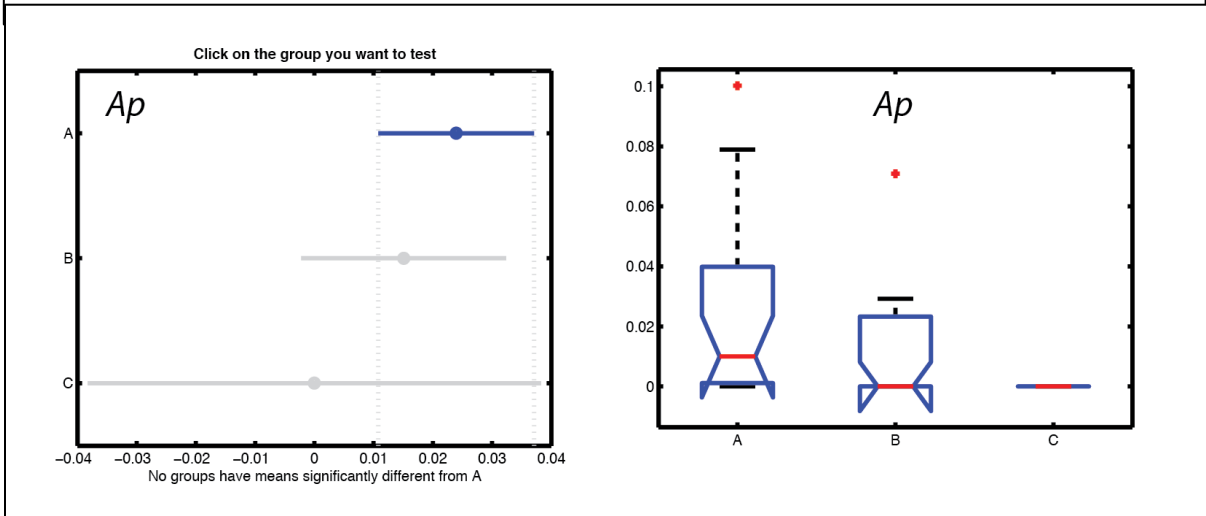 Click on the group you want to test
Ap
A
B
C
−0.04 −0.03 −0.02 −0.01 0 0.01 0.02 0.03 0.04
No groups have means significantly different from A
Ap
0.1
0.08
0.06
0.04
0.02
0
A B C